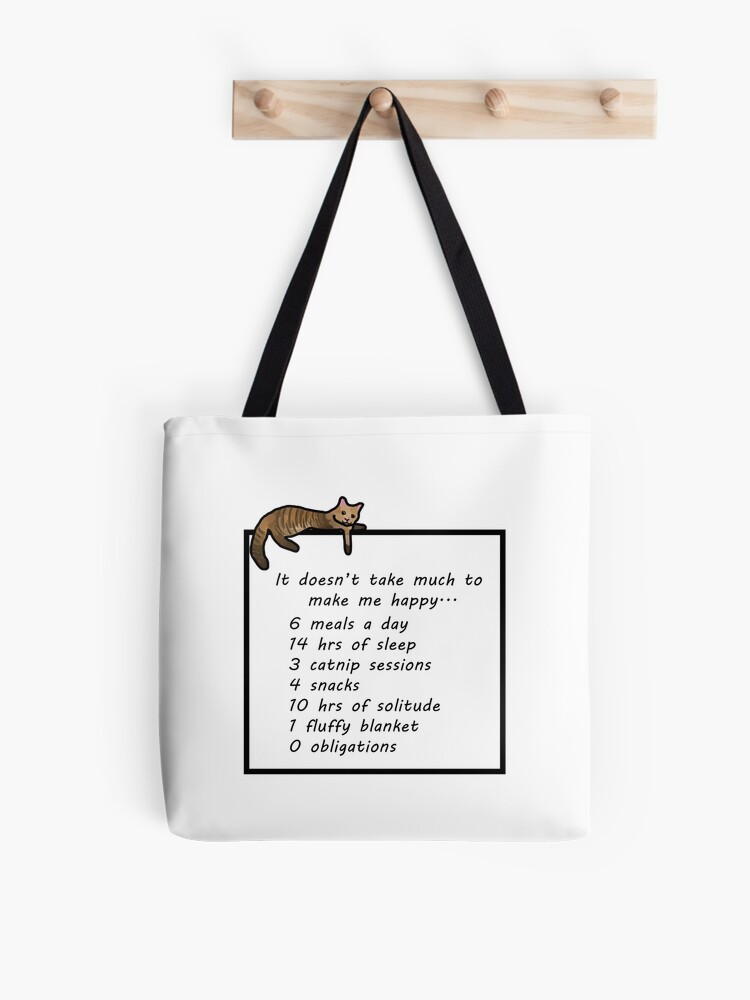 It doesn't take much to
make me happy...
6 meals a day
14 hrs of sleep
3 catnip sessions
4 snacks
10 hrs of solitude
1 fluffy blanket
0 obligations